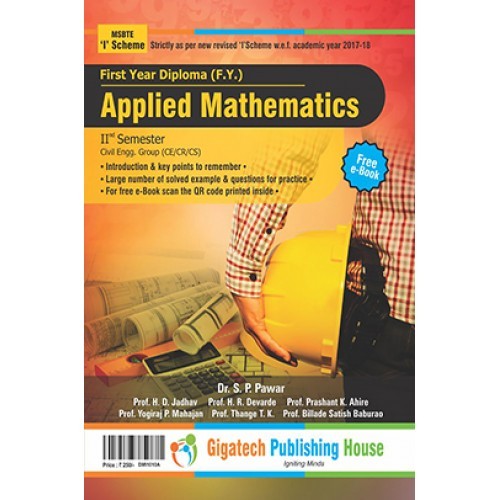 MSBTE
'I' Scheme
Strictly as per new revised 'I'Scheme w.e.f. academic year 2017-18
First Year Diploma (F.Y.)
Applied Mathematics
IInd Semester
Civil Engg. Group (CE/CR/CS)
• Introduction & key points to remember •
• Large number of solved example & questions for practice •
• For free e-Book scan the QR code printed inside •
Free
e-Book
Dr. S. P. Pawar
Prof. H. D. Jadhav Prof. H. R. Devarde Prof. Prashant K. Ahire
Prof. Yogiraj P. Mahajan Prof. Thange T. K. Prof. Billade Satish Baburao
Gigatech Publishing House
Igniting Minds
Price : ₹ 250/-